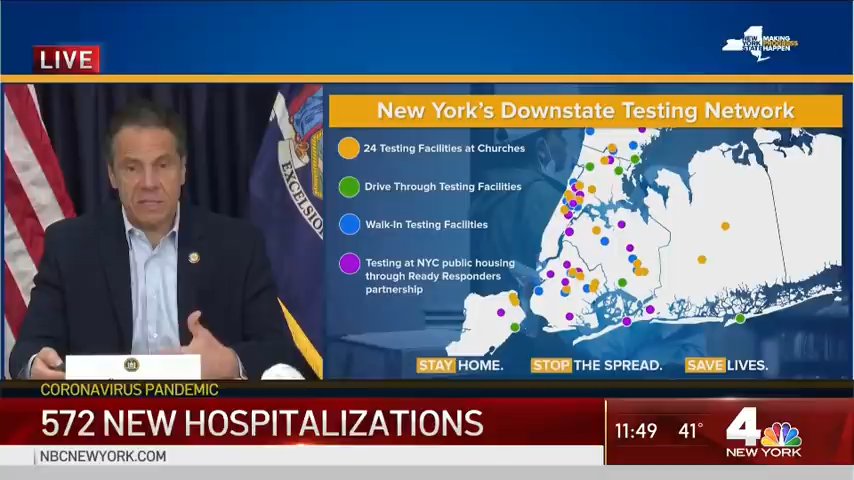 LIVE
NEW YORK STATE
MAKING PROGRESS HAPPEN
New York's Downstate Testing Network
24 Testing Facilities at Churches
Drive Through Testing Facilities
Walk-In Testing Facilities
Testing at NYC public housing
through Ready Responders
partnership
EXCELSIOR
STAY HOME. STOP THE SPREAD. SAVE LIVES.
CORONAVIRUS PANDEMIC
572 NEW HOSPITALIZATIONS
11:49 41° 4
NEW YORK
NBCNEWYORK.COM